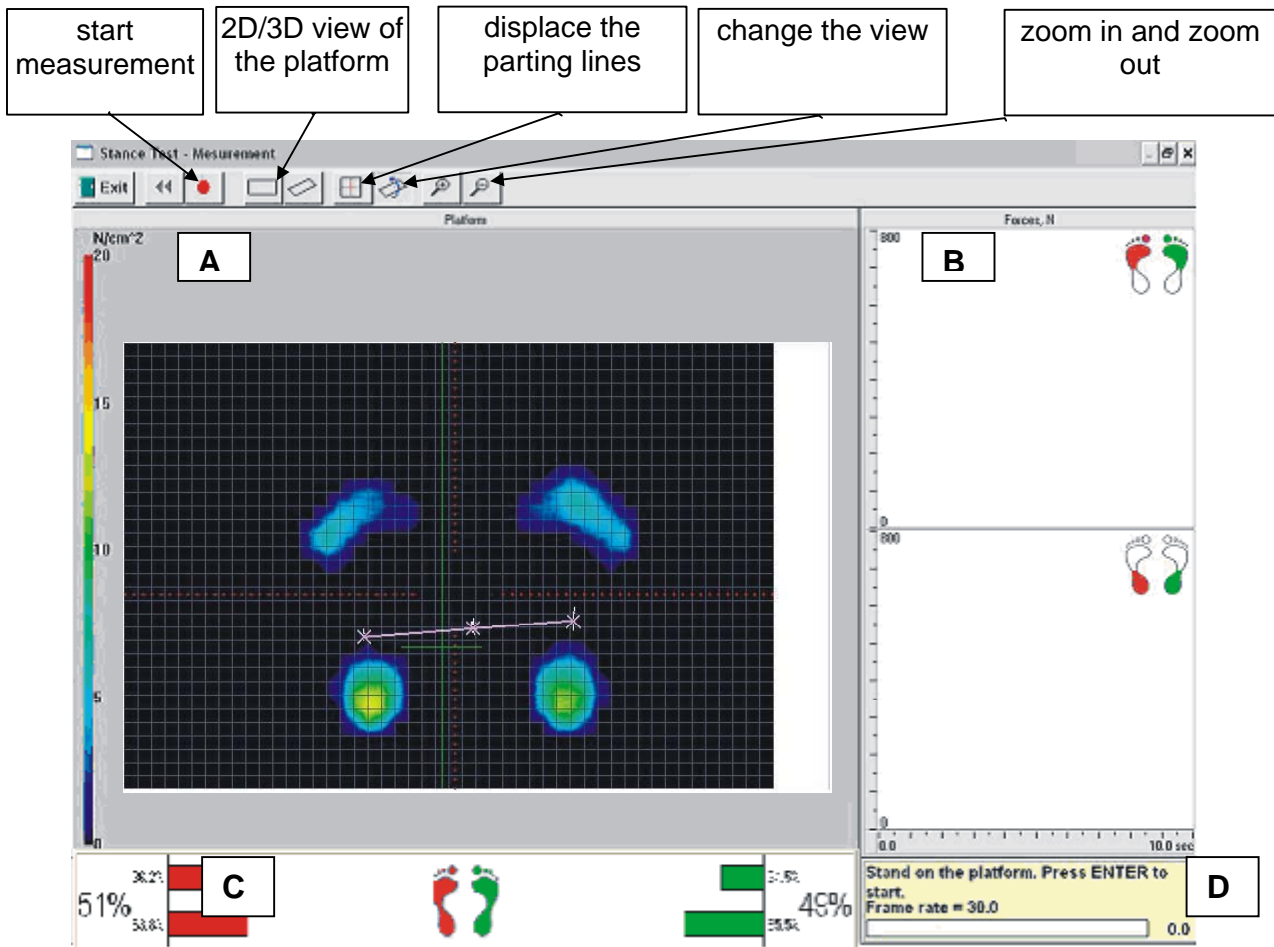 start
measurement
2D/3D view of
the platform
displace the
parting lines
change the view
zoom in and zoom
out
Stance Test - Mesurement
Exit
Platform
Forces, N
N/cm^2
A
B
20
15
10
5
0
800
0
800
0
0.0
10.0 sec
C
51%
49%
D
Stand on the platform. Press ENTER to
start.
Frame rate = 30.0
0.0